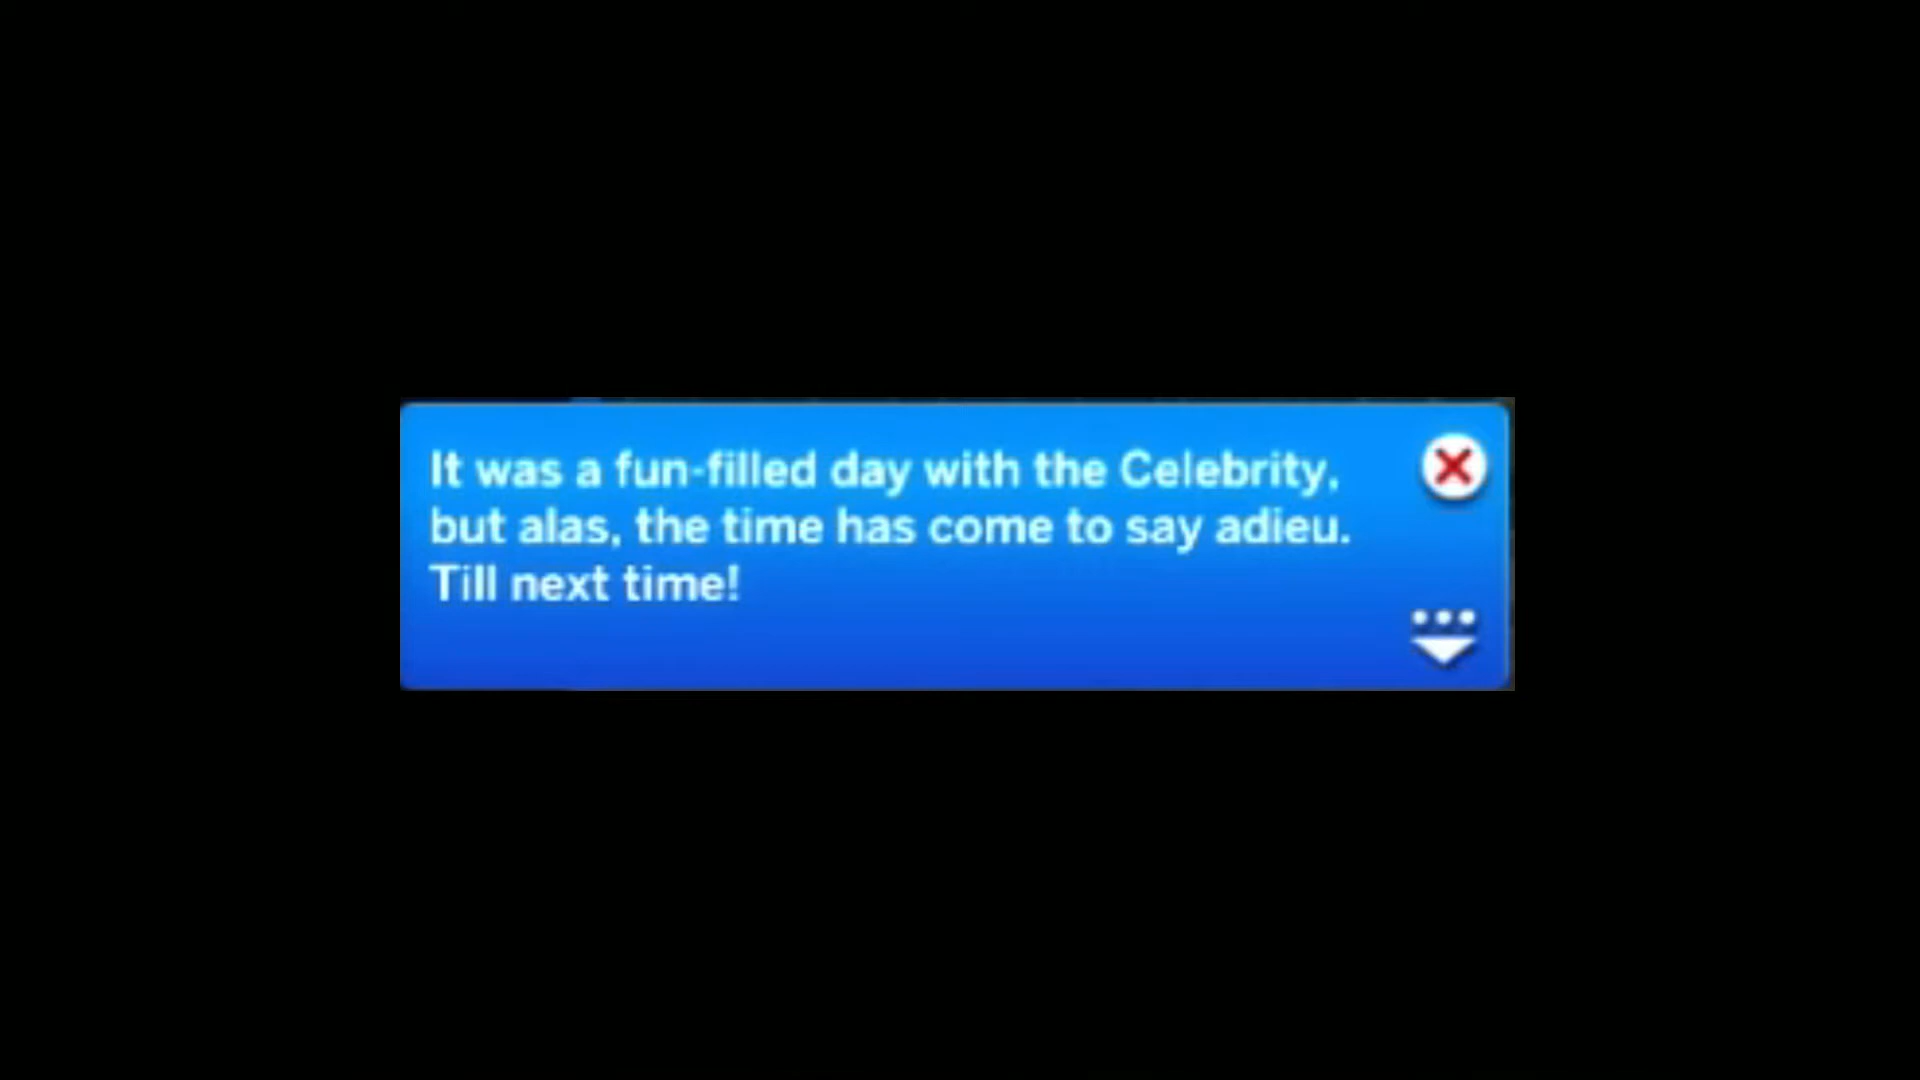 It was a fun-filled day with the Celebrity,
but alas, the time has come to say adieu.
Till next time!